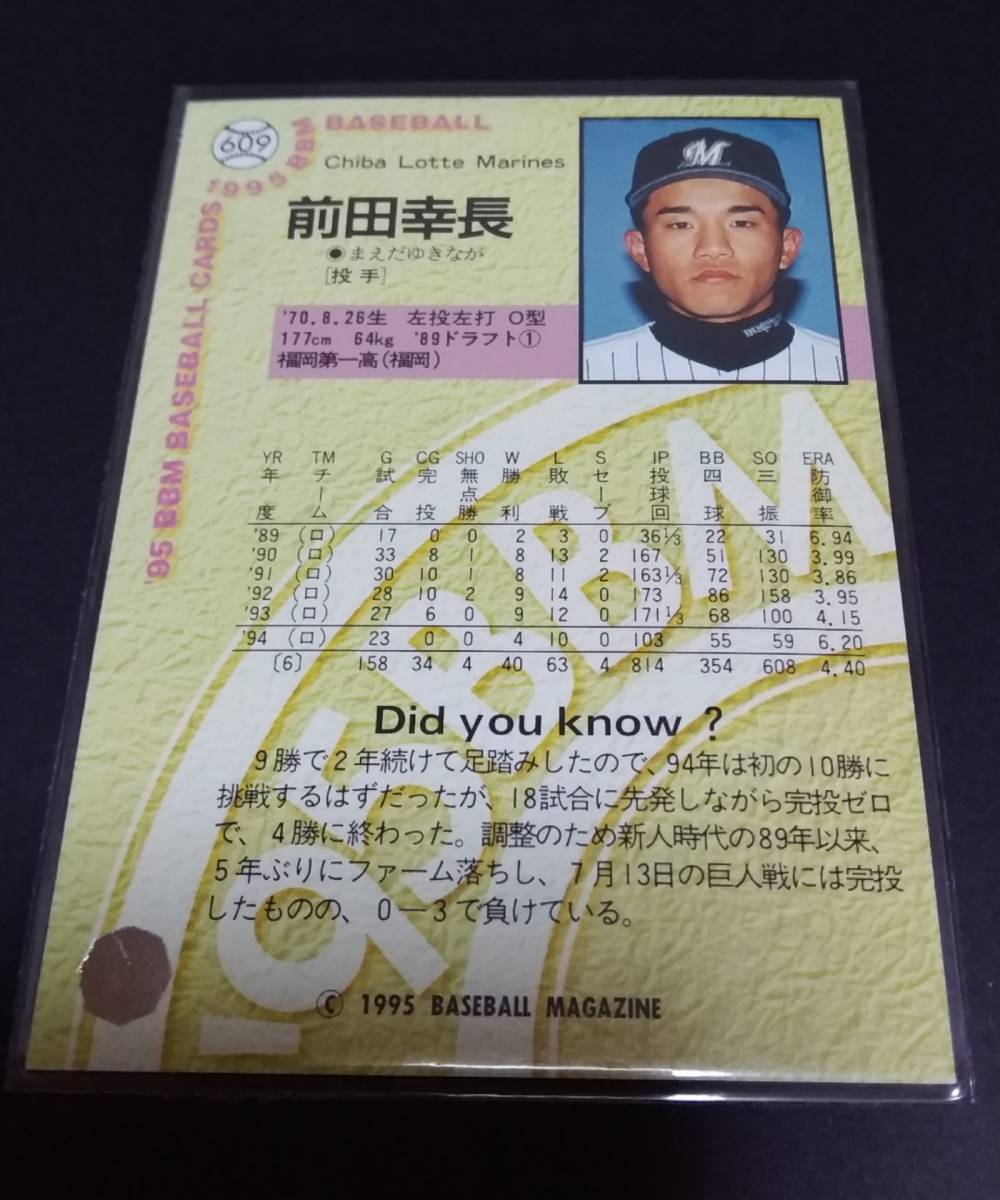 609
1995 BBM BASEBALL
'95 BBM BASEBALL CARDS
Chiba Lotte Marines
前田幸長
●まえだゆきなが
[投手]
M
'70.8.26生 左投左打 O型
177cm 64kg '89ドラフト①
福岡第一高(福岡)
YR TM G CG SHO W L S IP BB SO ERA
年度 チーム 試合 完投 無点勝 勝利 敗戦 セーブ 投球回 四球 三振 防御率
'89 (ロ) 17 0 0 2 3 0 36⅓ 22 31 6.94
'90 (ロ) 33 8 1 8 13 2 167 51 130 3.99
'91 (ロ) 30 10 1 8 11 2 163⅓ 72 130 3.86
'92 (ロ) 28 10 2 9 14 0 173 86 158 3.95
'93 (ロ) 27 6 0 9 12 0 171⅓ 68 100 4.15
'94 (ロ) 23 0 0 4 10 0 103 55 59 6.20
〔6〕 158 34 4 40 63 4 814 354 608 4.40
Did you know ?
9勝で2年続けて足踏みしたので、94年は初の10勝に
挑戦するはずだったが、18試合に先発しながら完投ゼロ
で、4勝に終わった。調整のため新人時代の89年以来、
5年ぶりにファーム落ちし、7月13日の巨人戦には完投
したものの、0―3で負けている。
© 1995 BASEBALL MAGAZINE
'95 BBM